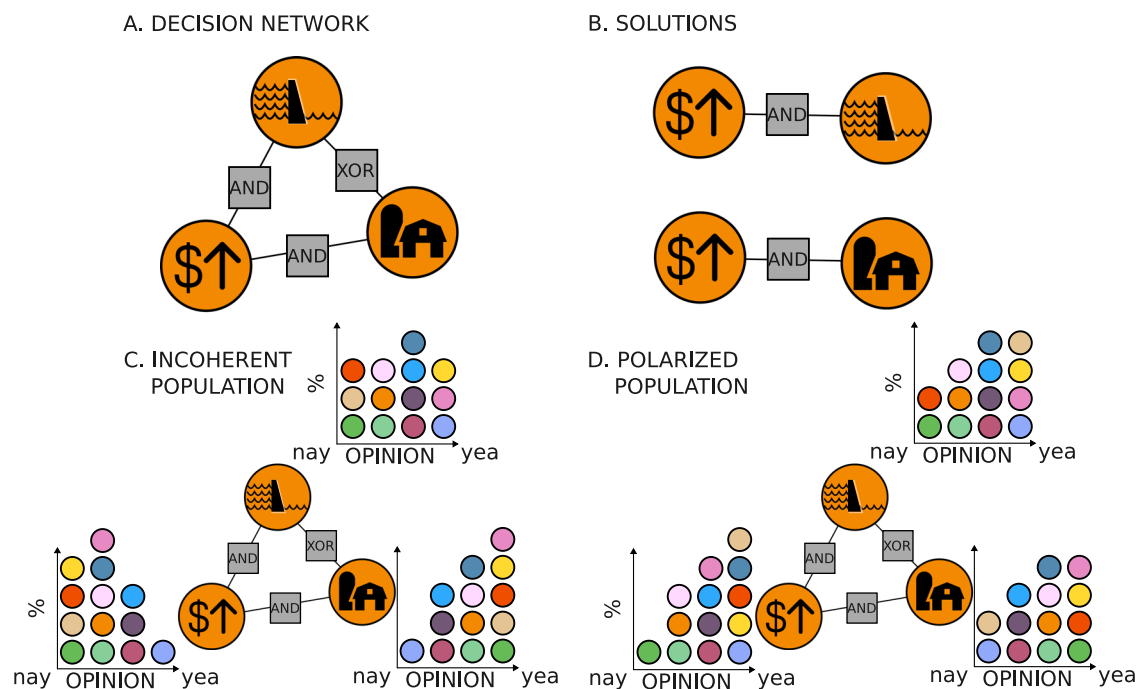 A. DECISION NETWORK
AND
XOR
$↑
AND
B. SOLUTIONS
$↑
AND
$↑
AND
C. INCOHERENT
POPULATION
%
nay OPINION yea
AND
XOR
$↑
AND
%
nay OPINION yea
%
nay OPINION yea
D. POLARIZED
POPULATION
%
nay OPINION yea
AND
XOR
$↑
AND
%
nay OPINION yea
%
nay OPINION yea